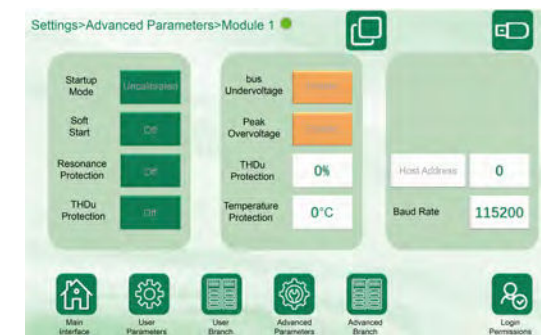 Settings>Advanced Parameters>Module 1
Startup
Mode
Uncalibrated
Soft
Start
Off
Resonance
Protection
Off
THDu
Protection
Off
bus
Undervoltage
Peak
Overvoltage
THDu
Protection
0%
Temperature
Protection
0°C
Host Address
0
Baud Rate
115200
Main
Interface
User
Parameters
User
Branch
Advanced
Parameters
Advanced
Branch
Login
Permissions